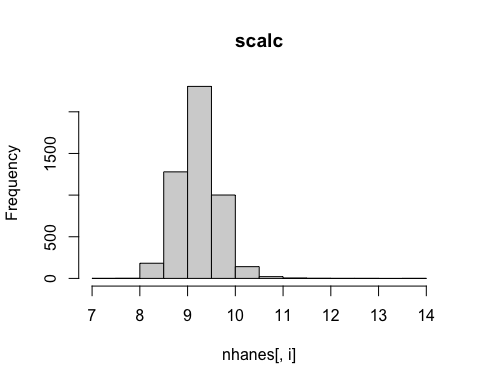 scalc
Frequency
1500
500
0
7 8 9 10 11 12 13 14
nhanes[, i]